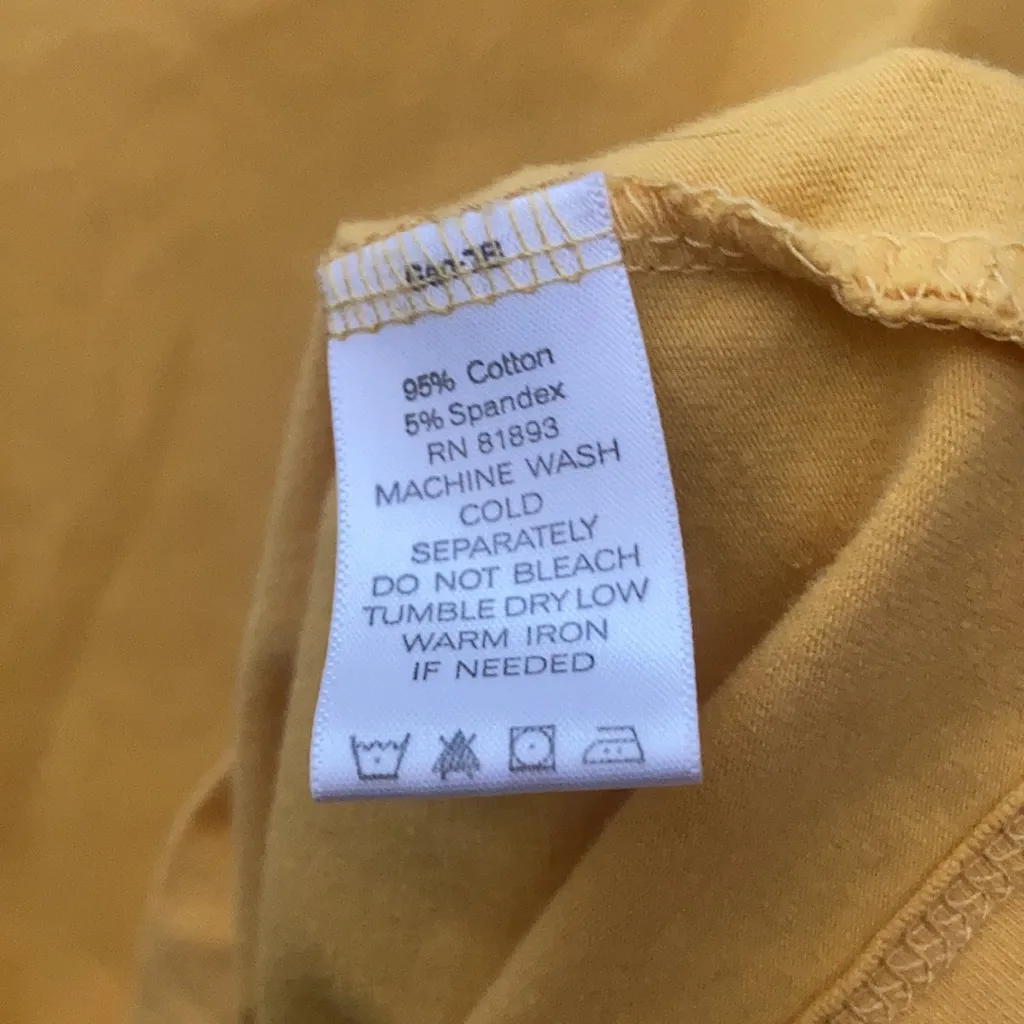 95% Cotton
5% Spandex
RN 81893
MACHINE WASH
COLD
SEPARATELY
DO NOT BLEACH
TUMBLE DRY LOW
WARM IRON
IF NEEDED